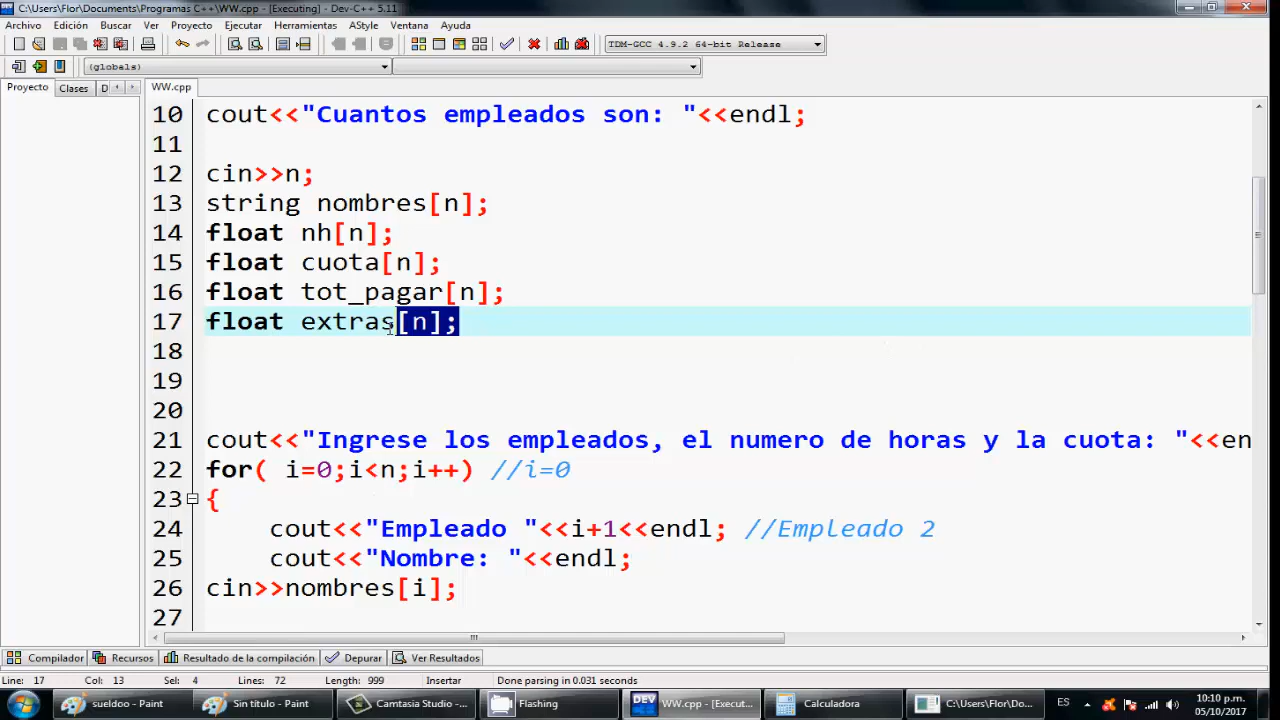 C:\Users\Flor\Documents\Programas C++\WW.cpp - [Executing] - Dev-C++ 5.11
Archivo Edición Buscar Ver Proyecto Ejecutar Herramientas AStyle Ventana Ayuda
TDM-GCC 4.9.2 64-bit Release
(globals)
Proyecto Clases D WW.cpp
10 cout<<"Cuantos empleados son: "<<endl;
11
12 cin>>n;
13 string nombres[n];
14 float nh[n];
15 float cuota[n];
16 float tot_pagar[n];
17 float extras[n];
18
19
20
21 cout<<"Ingrese los empleados, el numero de horas y la cuota: "<<en
22 for( i=0;i<n;i++) //i=0
23 {
24 cout<<"Empleado "<<i+1<<endl; //Empleado 2
25 cout<<"Nombre: "<<endl;
26 cin>>nombres[i];
27
Compilador Recursos Resultado de la compilación Depurar Ver Resultados
Line: 17 Col: 13 Sel: 4 Lines: 72 Length: 999 Insertar Done parsing in 0.031 seconds
sueldoo - Paint Sin título - Paint Camtasia Studio - ... Flashing WW.cpp - [Execut... Calculadora C:\Users\Flor\Do... ES 10:10 p.m.
05/10/2017